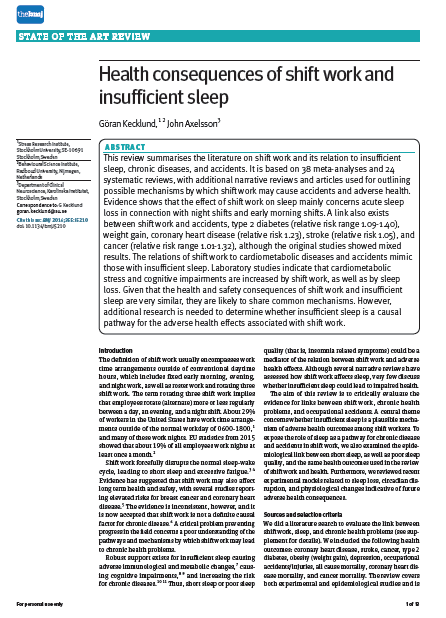 thebmj
STATE OF THE ART REVIEW
Health consequences of shift work and
insufficient sleep
Göran Kecklund,1 2 John Axelsson3
1Stress Research Institute,
Stockholm University, SE-10691
Stockholm, Sweden
2Behavioural Science Institute,
Radboud University, Nijmegen,
Netherlands
3Department of Clinical
Neuroscience, Karolinska Institutet,
Stockholm, Sweden
Correspondence to: G Kecklund
goran.kecklund@su.se
Cite this as: BMJ 2016;355:i5210
doi: 10.1136/bmj.i5210
ABSTRACT
This review summarises the literature on shift work and its relation to insufficient
sleep, chronic diseases, and accidents. It is based on 38 meta-analyses and 24
systematic reviews, with additional narrative reviews and articles used for outlining
possible mechanisms by which shift work may cause accidents and adverse health.
Evidence shows that the effect of shift work on sleep mainly concerns acute sleep
loss in connection with night shifts and early morning shifts. A link also exists
between shift work and accidents, type 2 diabetes (relative risk range 1.09-1.40),
weight gain, coronary heart disease (relative risk 1.23), stroke (relative risk 1.05), and
cancer (relative risk range 1.01-1.32), although the original studies showed mixed
results. The relations of shift work to cardiometabolic diseases and accidents mimic
those with insufficient sleep. Laboratory studies indicate that cardiometabolic
stress and cognitive impairments are increased by shift work, as well as by sleep
loss. Given that the health and safety consequences of shift work and insufficient
sleep are very similar, they are likely to share common mechanisms. However,
additional research is needed to determine whether insufficient sleep is a causal
pathway for the adverse health effects associated with shift work.
Introduction
The definition of shift work usually encompasses work
time arrangements outside of conventional daytime
hours, which includes fixed early morning, evening,
and night work, as well as roster work and rotating three
shift work. The term rotating three shift work implies
that employees rotate (alternate) more or less regularly
between a day, an evening, and a night shift. About 29%
of workers in the United States have work time arrange-
ments outside of the normal workday of 0600-1800,1
and many of these work nights. EU statistics from 2015
showed that about 19% of all employees work nights at
least once a month.2
Shift work forcefully disrupts the normal sleep-wake
cycle, leading to short sleep and excessive fatigue.3 4
Evidence has suggested that shift work may also affect
long term health and safety, with several studies report-
ing elevated risks for breast cancer and coronary heart
disease.5 The evidence is inconsistent, however, and it
is now accepted that shift work is not a definite causal
factor for chronic disease.6 A critical problem preventing
progress in the field concerns a poor understanding of the
pathways and mechanisms by which shift work may lead
to chronic health problems.
Robust support exists for insufficient sleep causing
adverse immunological and metabolic changes,7 caus-
ing cognitive impairments,8 9 and increasing the risk
for chronic diseases.10 11 Thus, short sleep or poor sleep
quality (that is, insomnia related symptoms) could be a
mediator of the relation between shift work and adverse
health effects. Although several narrative reviews have
assessed how shift work affects sleep, very few discuss
whether insufficient sleep could lead to impaired health.
The aim of this review is to critically evaluate the
evidence for links between shift work, chronic health
problems, and occupational accidents. A central theme
concerns whether insufficient sleep is a plausible mecha-
nism of adverse health outcomes among shift workers. To
expose the role of sleep as a pathway for chronic disease
and accidents in shift work, we also examined the epide-
miological link between short sleep, as well as poor sleep
quality, and the same health outcomes used in the review
of shift work and health. Furthermore, we reviewed recent
experimental models related to sleep loss, circadian dis-
ruption, and physiological changes indicative of future
adverse health consequences.
Sources and selection criteria
We did a literature search to evaluate the link between
shift work, sleep, and chronic health problems (see sup-
plement for details). We included the following health
outcomes: coronary heart disease, stroke, cancer, type 2
diabetes, obesity (weight gain), depression, occupational
accidents/injuries, all cause mortality, coronary heart dis-
ease mortality, and cancer mortality. The review covers
both experimental and epidemiological studies and is
For personal use only
1 of 13